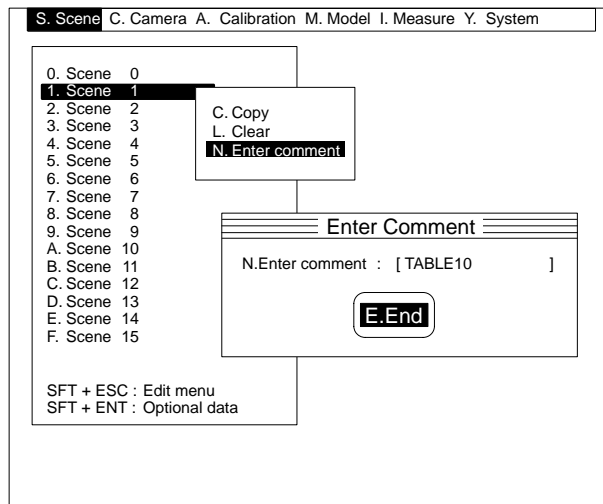 S. Scene C. Camera A. Calibration M. Model I. Measure Y. System
0. Scene 0
1. Scene 1
2. Scene 2
3. Scene 3
4. Scene 4
5. Scene 5
6. Scene 6
7. Scene 7
8. Scene 8
9. Scene 9
A. Scene 10
B. Scene 11
C. Scene 12
D. Scene 13
E. Scene 14
F. Scene 15
SFT + ESC : Edit menu
SFT + ENT : Optional data
C. Copy
L. Clear
N. Enter comment
Enter Comment
N.Enter comment : [ TABLE10 ]
E.End